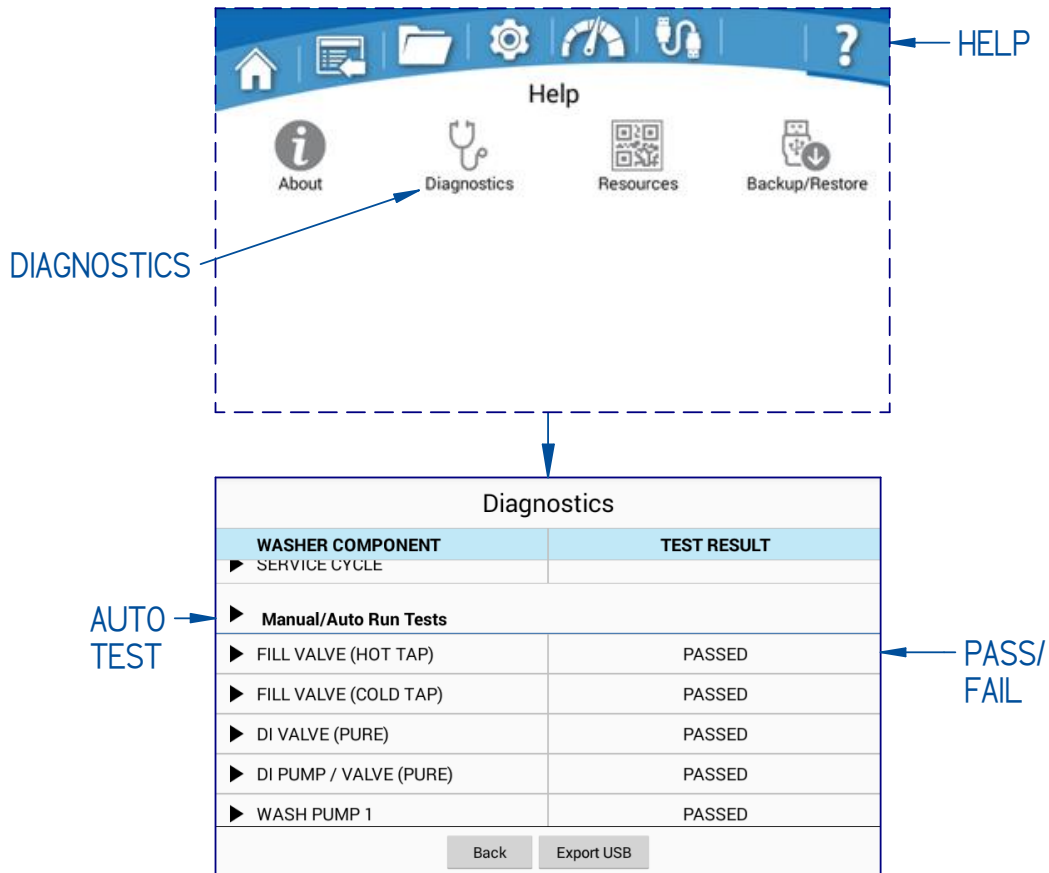 HELP
Help
About
Diagnostics
Resources
Backup/Restore
DIAGNOSTICS
Diagnostics
WASHER COMPONENT TEST RESULT
SERVICE CYCLE
AUTO
TEST
Manual/Auto Run Tests
FILL VALVE (HOT TAP) PASSED
PASS/
FAIL
FILL VALVE (COLD TAP) PASSED
DI VALVE (PURE) PASSED
DI PUMP / VALVE (PURE) PASSED
WASH PUMP 1 PASSED
Back Export USB